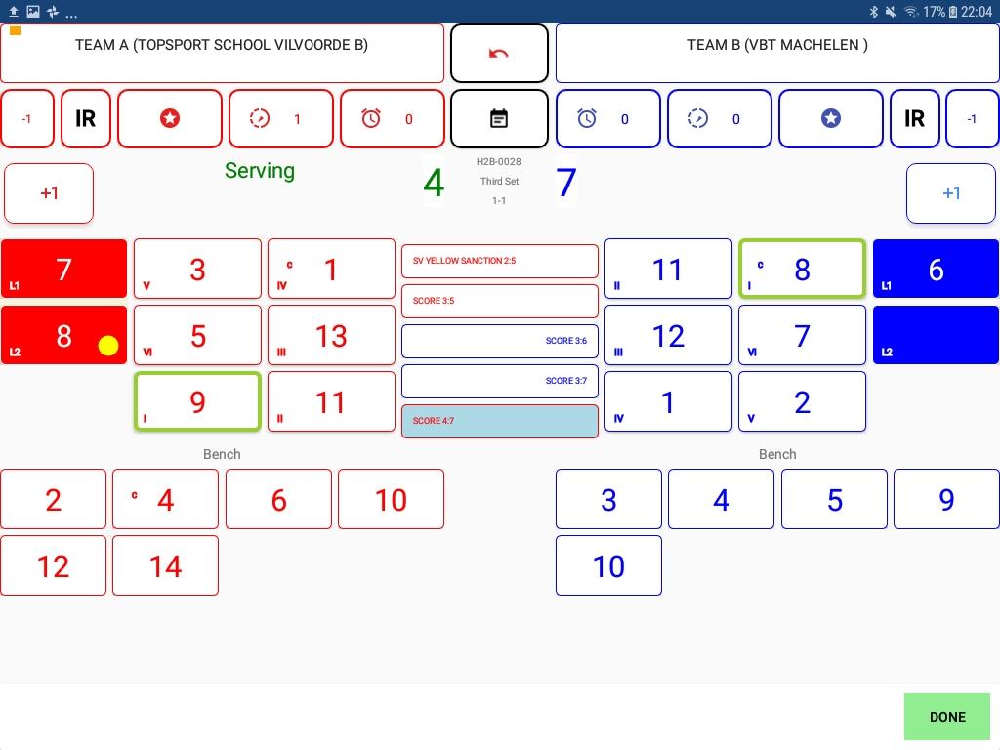 ... 17% 22:04
TEAM A (TOPSPORT SCHOOL VILVOORDE B)
TEAM B (VBT MACHELEN )
-1 IR 1 0 0 0 IR -1
Serving
4
H2B-0028
Third Set
1-1
7
+1
+1
7 L1
3 V
C 1 IV
SV YELLOW SANCTION 2:5
11 II
C 8 I
6 L1
SCORE 3:5
8 L2
5 VI
13 III
SCORE 3:6
12 III
7 VI
L2
SCORE 3:7
9 I
11 II
SCORE 4:7
1 IV
2 V
Bench
Bench
2 C 4 6 10
3 4 5 9
12 14
10
DONE